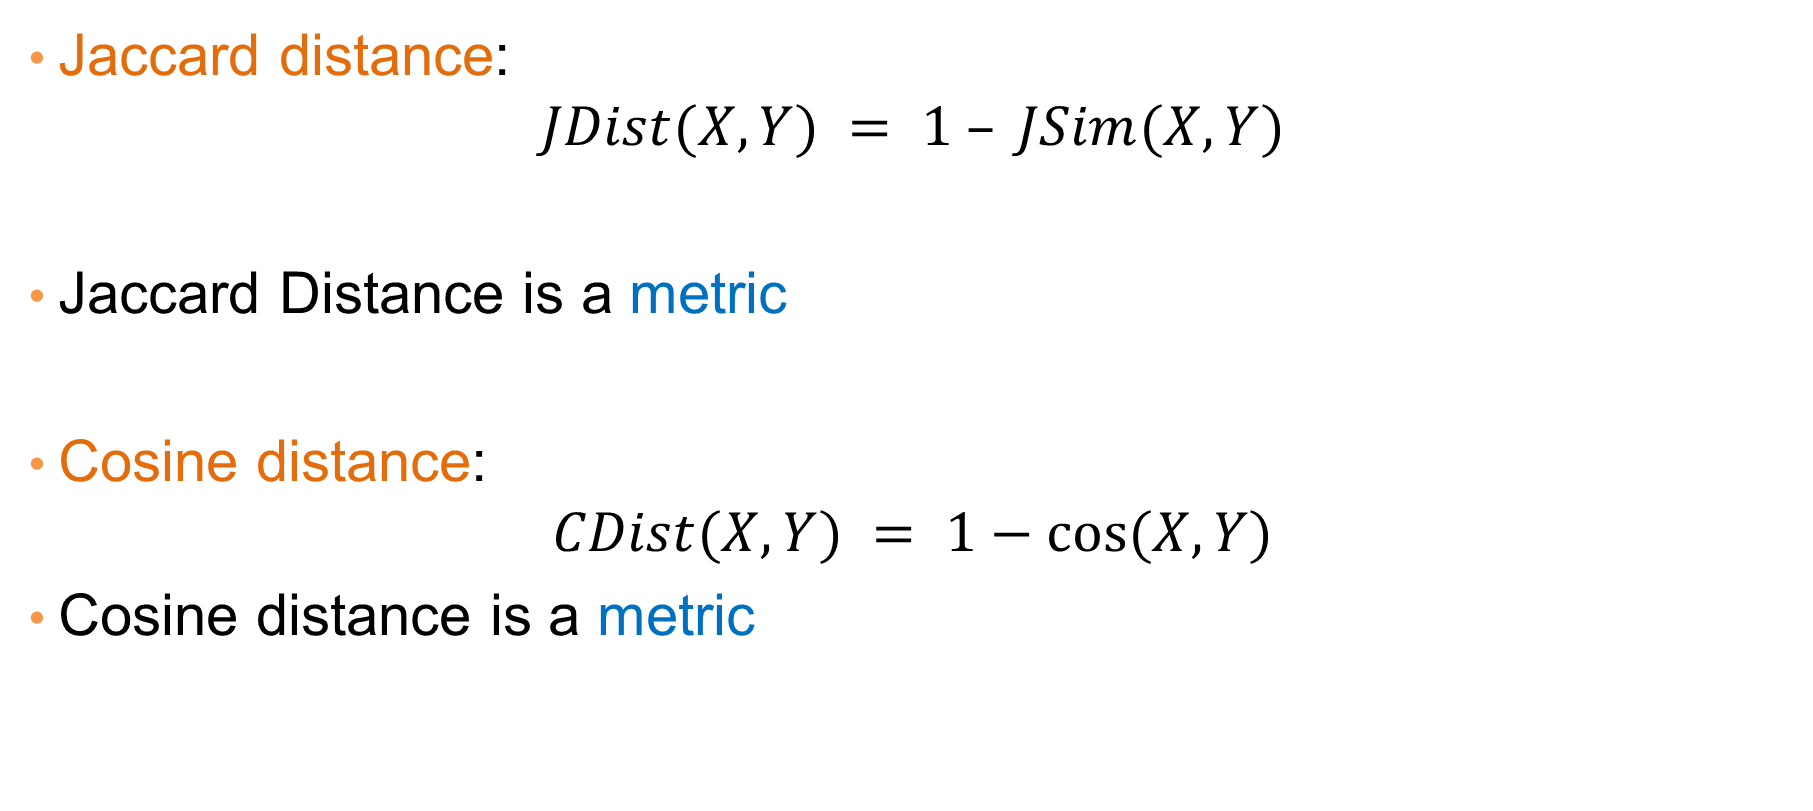 • Jaccard distance:
JDist(X,Y) = 1 – JSim(X,Y)
• Jaccard Distance is a metric
• Cosine distance:
CDist(X,Y) = 1 − cos(X,Y)
• Cosine distance is a metric